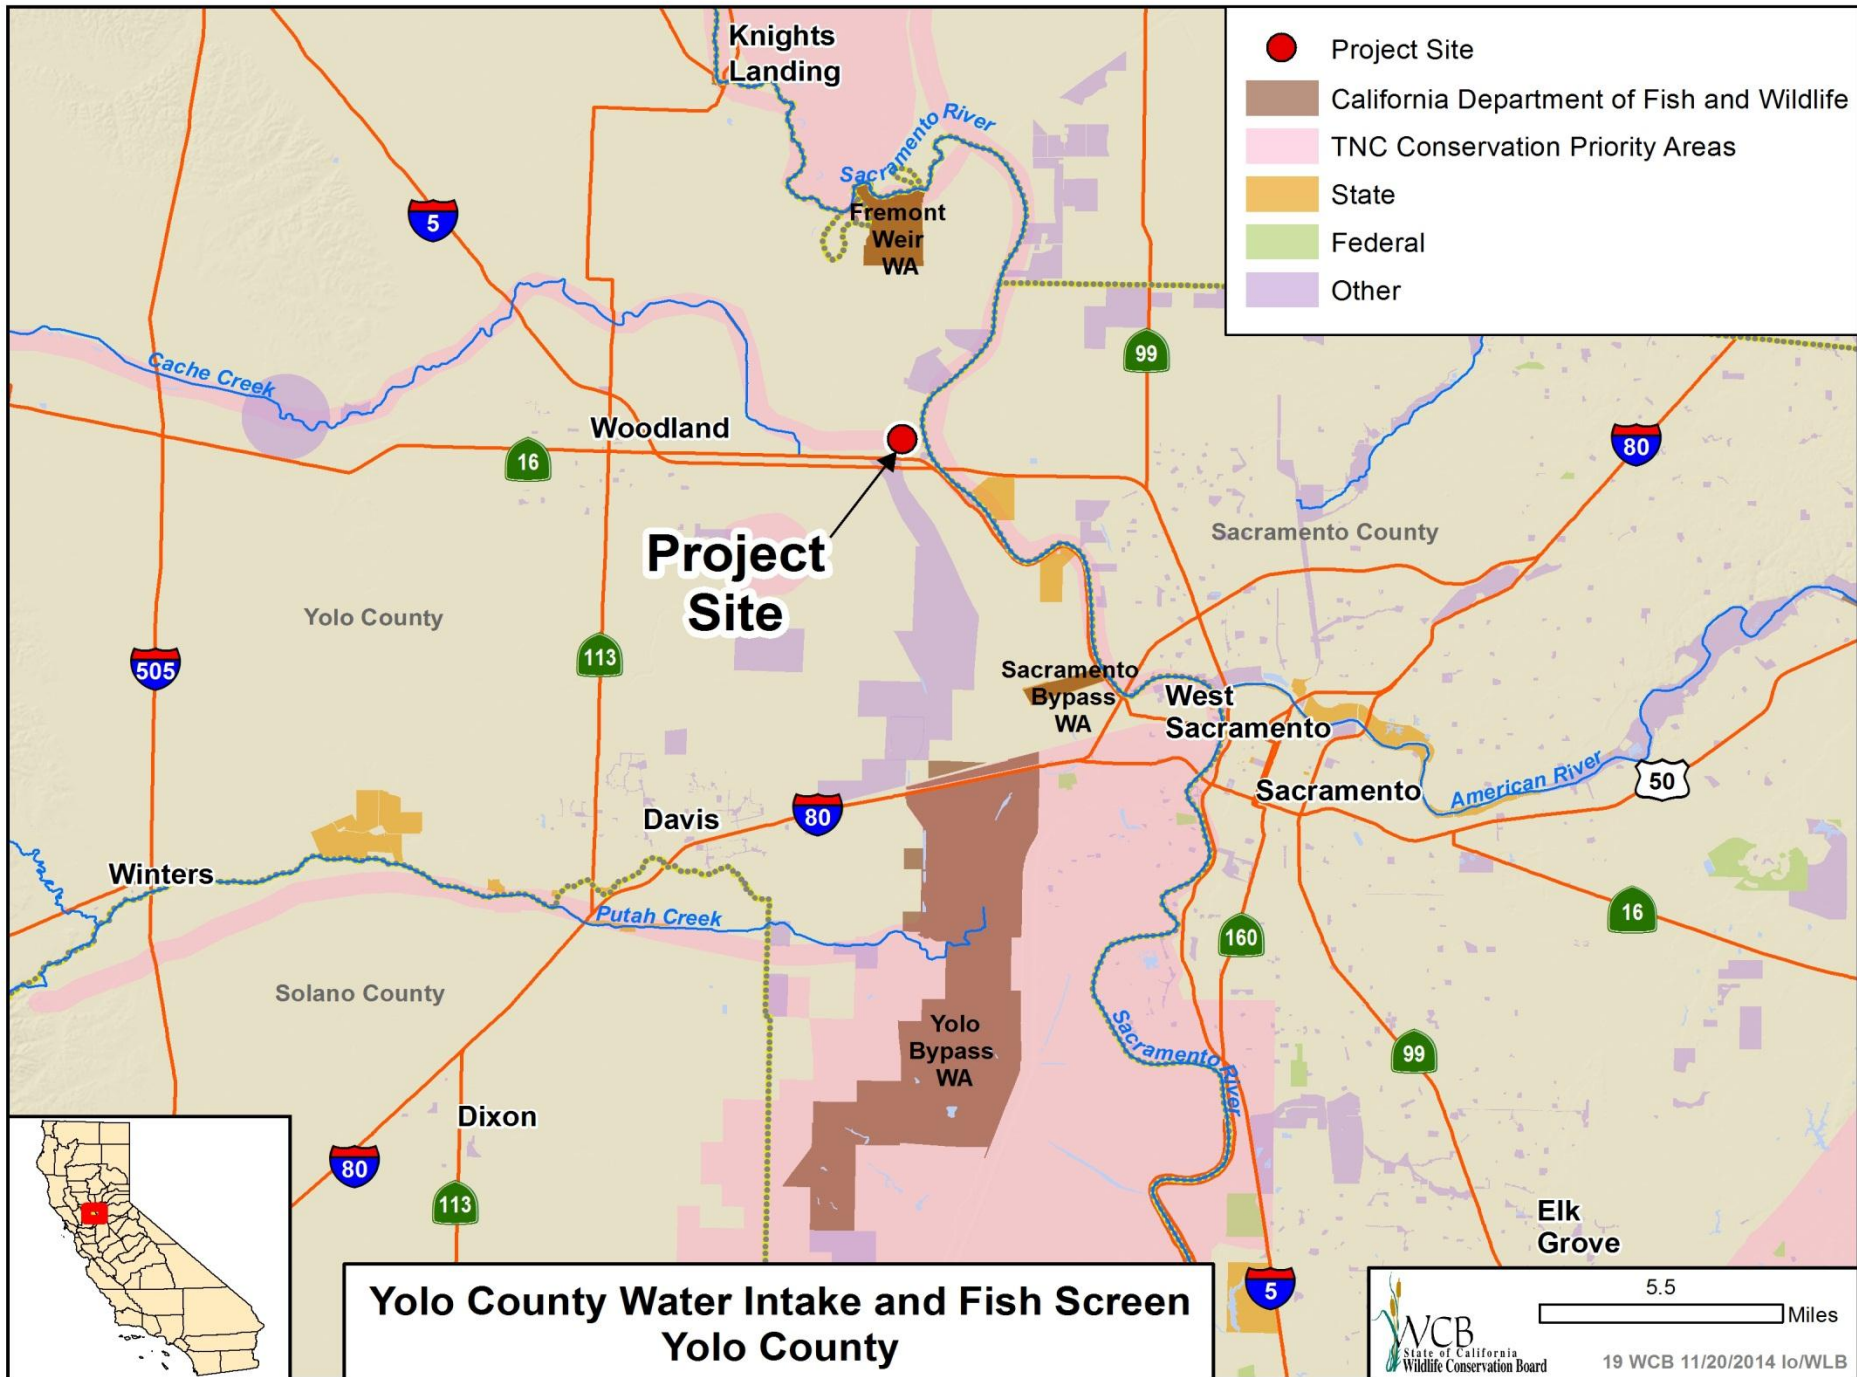 Knights
Landing
Sacramento River
Fremont
Weir
WA
Project Site
California Department of Fish and Wildlife
TNC Conservation Priority Areas
State
Federal
Other
5
99
Cache Creek
Woodland
16
80
Project
Site
Sacramento County
Yolo County
505
113
Sacramento
Bypass
WA
West
Sacramento
American River
50
Sacramento
Davis
80
Winters
Putah Creek
160
16
Solano County
Yolo
Bypass
WA
Sacramento River
99
Dixon
80
113
Elk
Grove
5
Yolo County Water Intake and Fish Screen
Yolo County
5.5
Miles
WCB
State of California
Wildlife Conservation Board
19 WCB 11/20/2014 lo/WLB